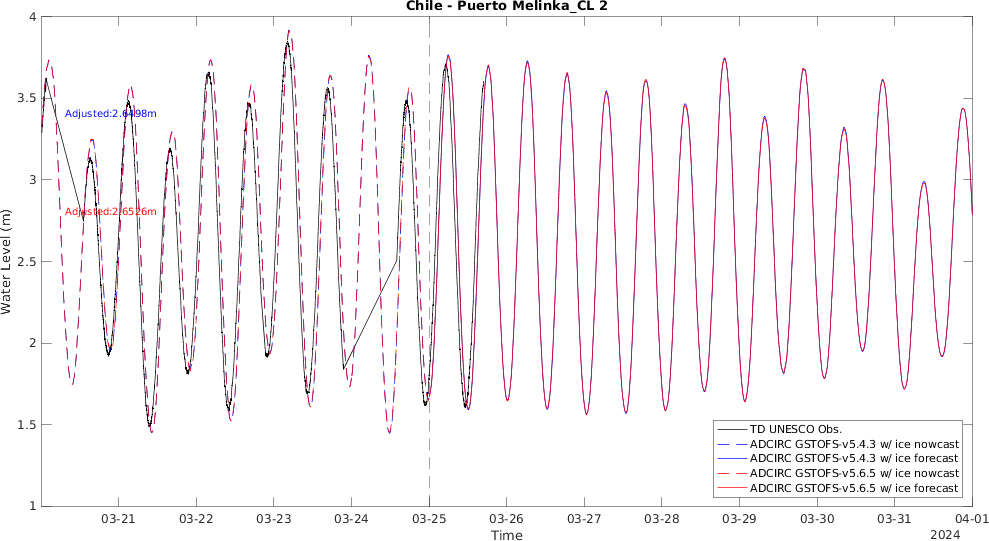 Chile - Puerto Melinka_CL 2
4
3.5
3
2.5
2
1.5
1
Water Level (m)
Adjusted:2.6498m
Adjusted:2.6526m
TD UNESCO Obs.
ADCIRC GSTOFS-v5.4.3 w/ ice nowcast
ADCIRC GSTOFS-v5.4.3 w/ ice forecast
ADCIRC GSTOFS-v5.6.5 w/ ice nowcast
ADCIRC GSTOFS-v5.6.5 w/ ice forecast
03-21 03-22 03-23 03-24 03-25 03-26 03-27 03-28 03-29 03-30 03-31 04-01
Time
2024